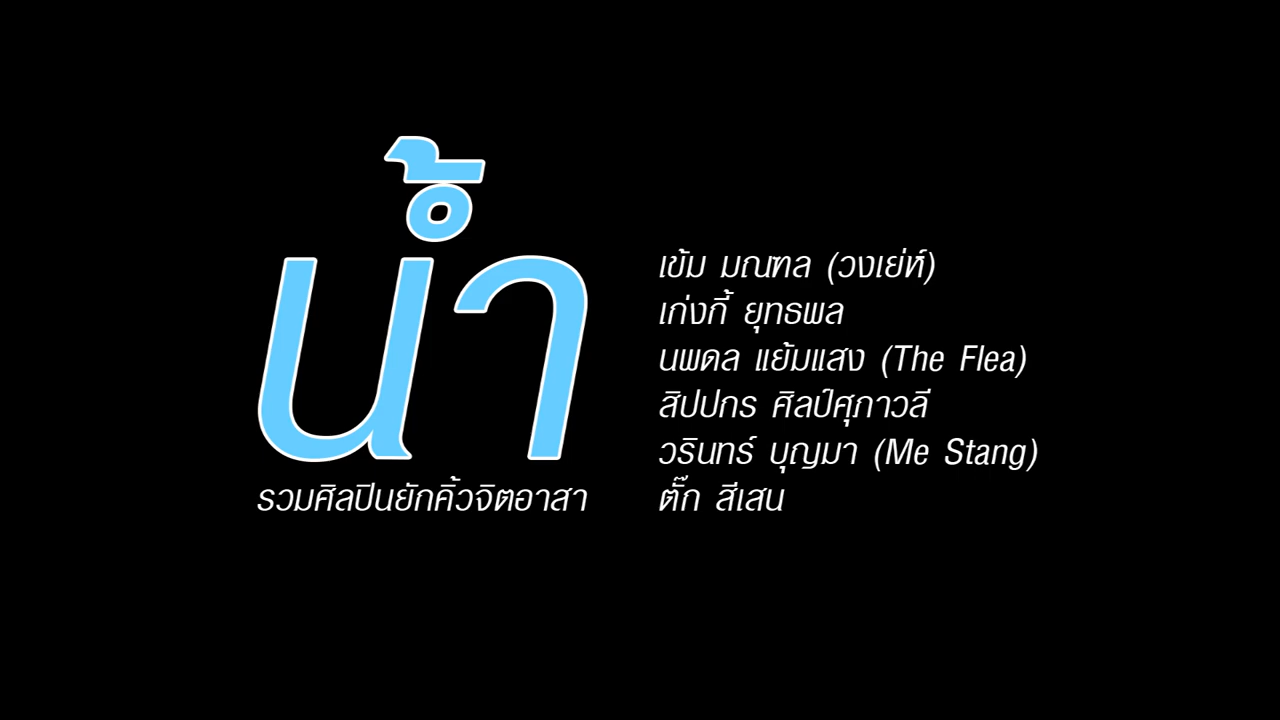 น้ำ
รวมศิลปินยักคิ้วจิตอาสา
เข้ม มณฑล (วงเย่ห์)
เก่งกี้ ยุทธพล
นพดล แย้มแสง (The Flea)
สิปปกร ศิลป์ศุภาวลี
วรินทร์ บุญมา (Me Stang)
ตั๊ก สีเสน